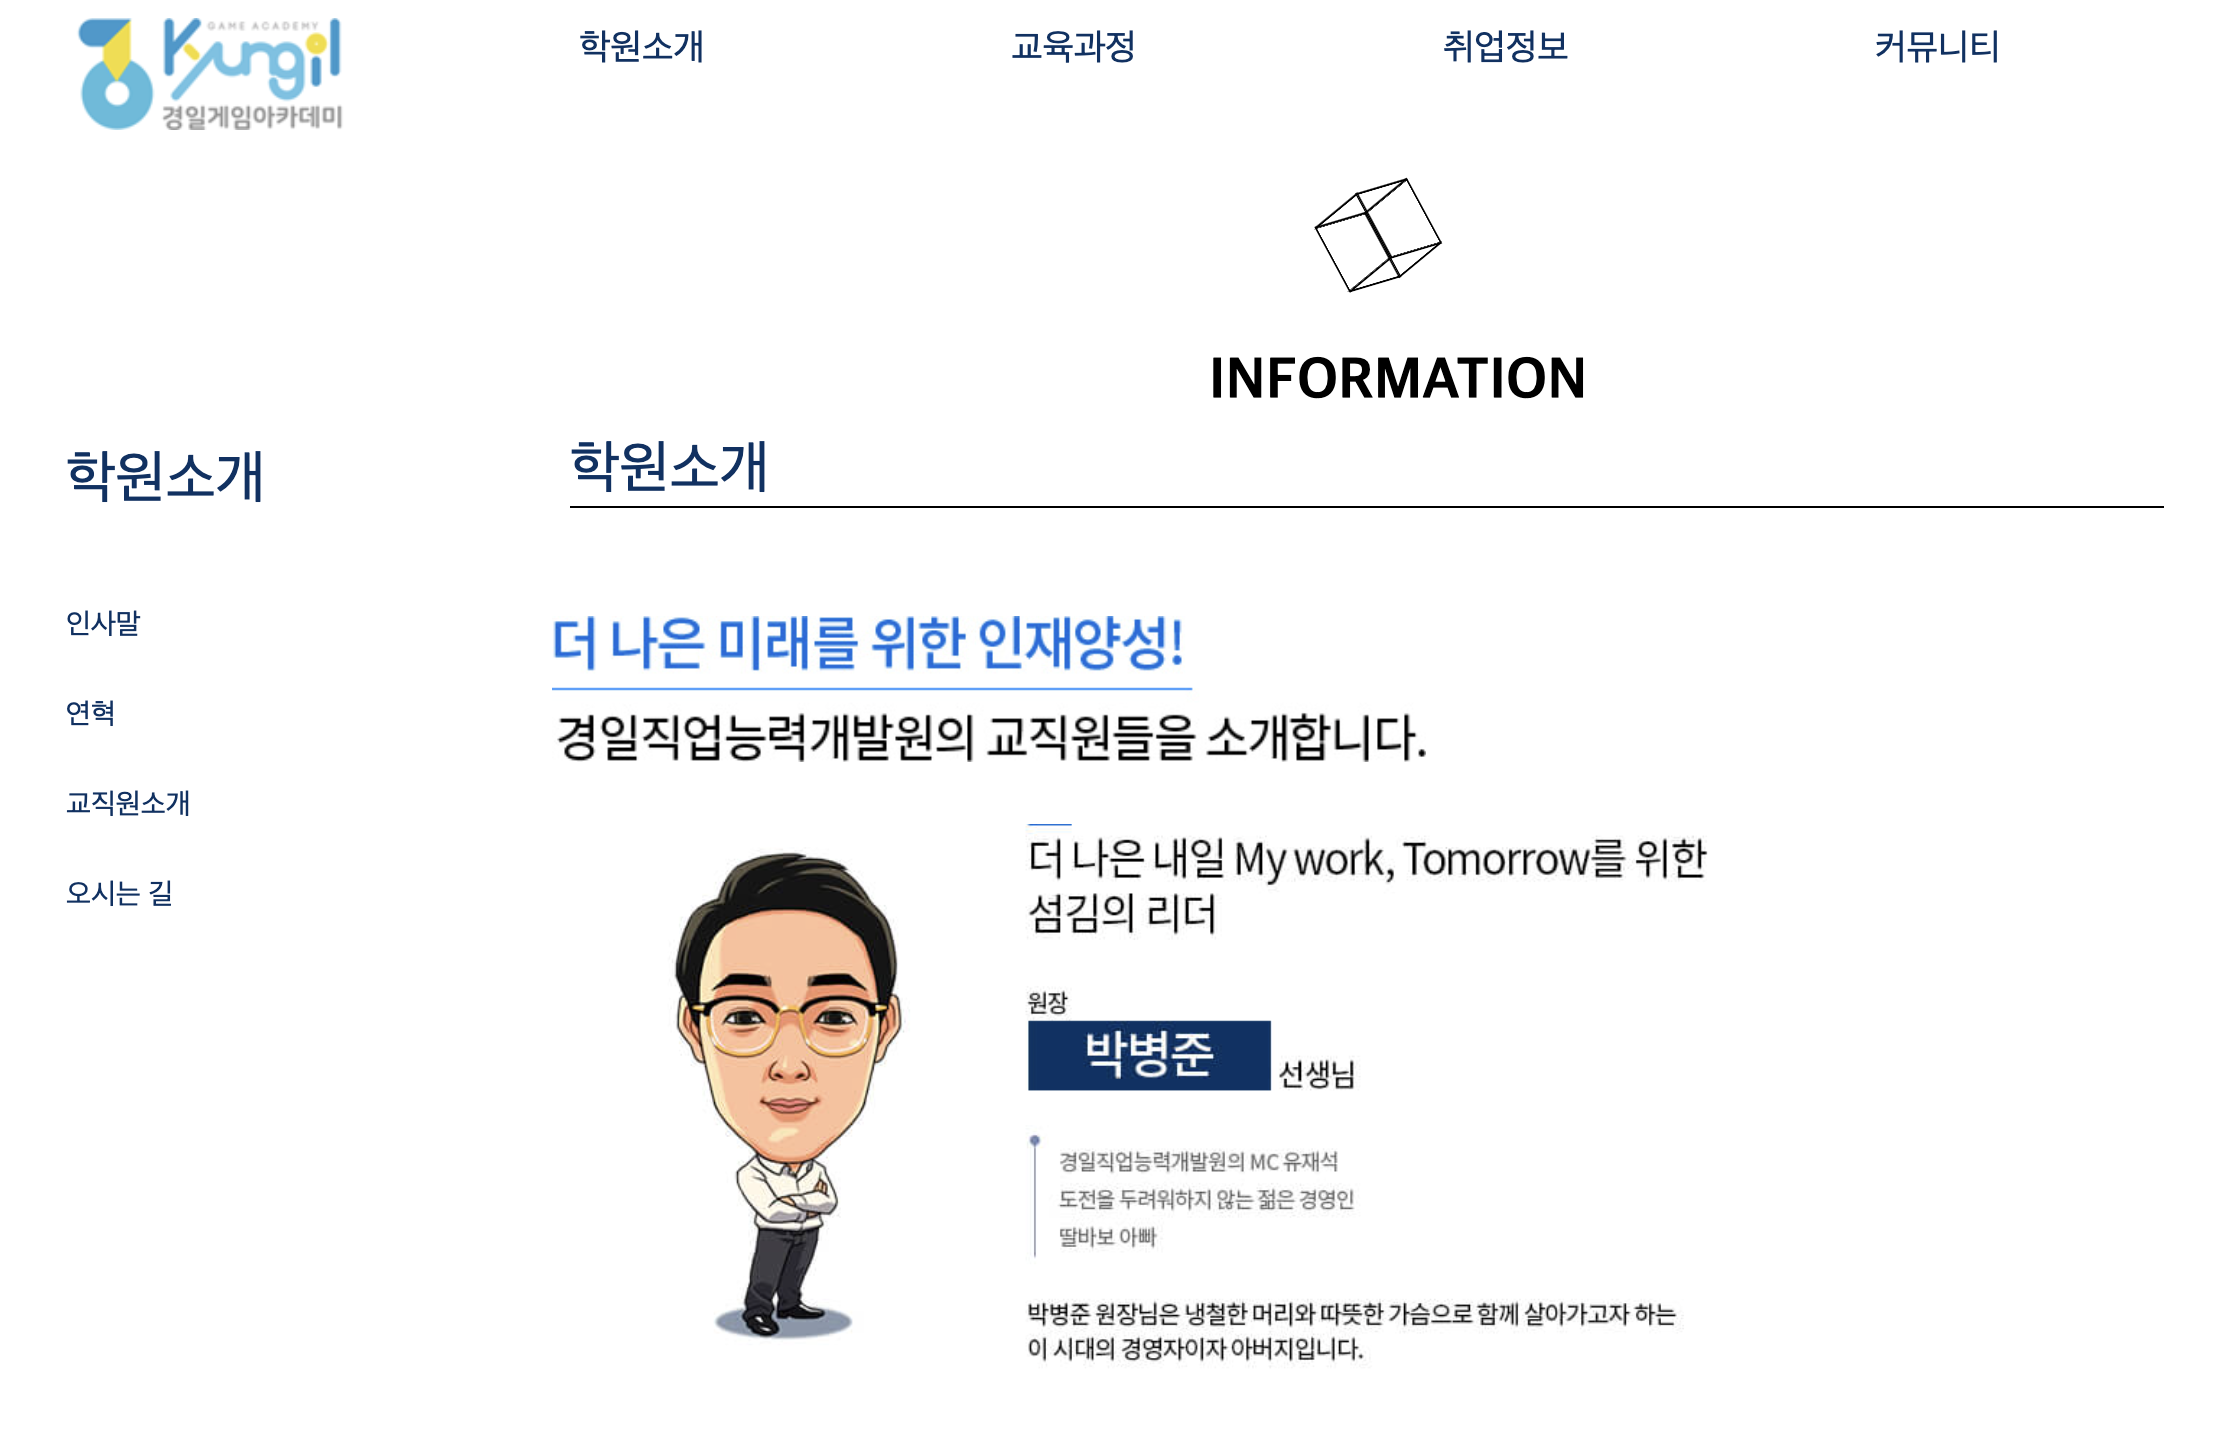 GAME ACADEMY
Kyungil
경일게임아카데미
학원소개
교육과정
취업정보
커뮤니티
INFORMATION
학원소개
인사말
연혁
교직원소개
오시는 길
학원소개
더 나은 미래를 위한 인재양성!
경일직업능력개발원의 교직원들을 소개합니다.
더 나은 내일 My work, Tomorrow를 위한
섬김의 리더
원장
박병준 선생님
경일직업능력개발원의 MC 유재석
도전을 두려워하지 않는 젊은 경영인
딸바보 아빠
박병준 원장님은 냉철한 머리와 따뜻한 가슴으로 함께 살아가고자 하는
이 시대의 경영자이자 아버지입니다.